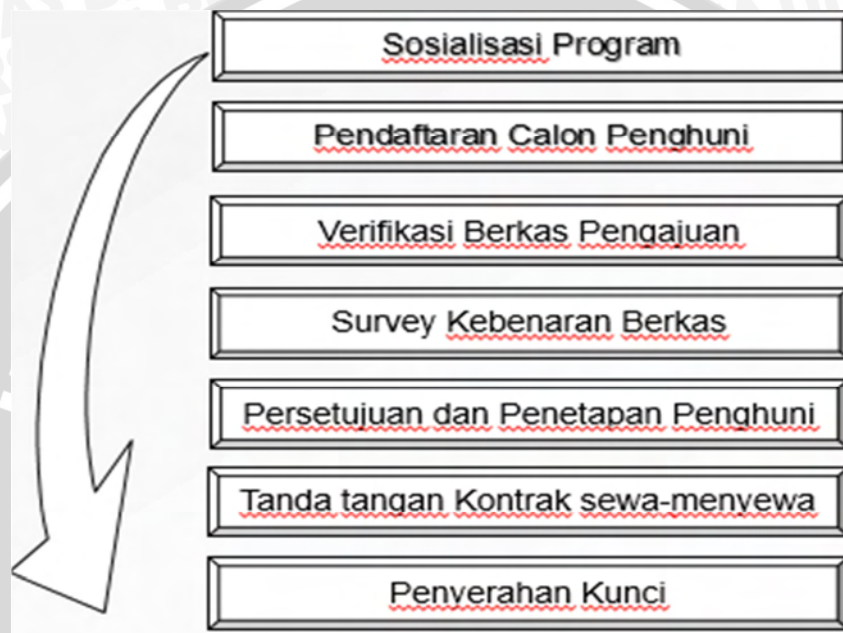 Sosialisasi Program
Pendaftaran Calon Penghuni
Verifikasi Berkas Pengajuan
Survey Kebenaran Berkas
Persetujuan dan Penetapan Penghuni
Tanda tangan Kontrak sewa-menyewa
Penyerahan Kunci